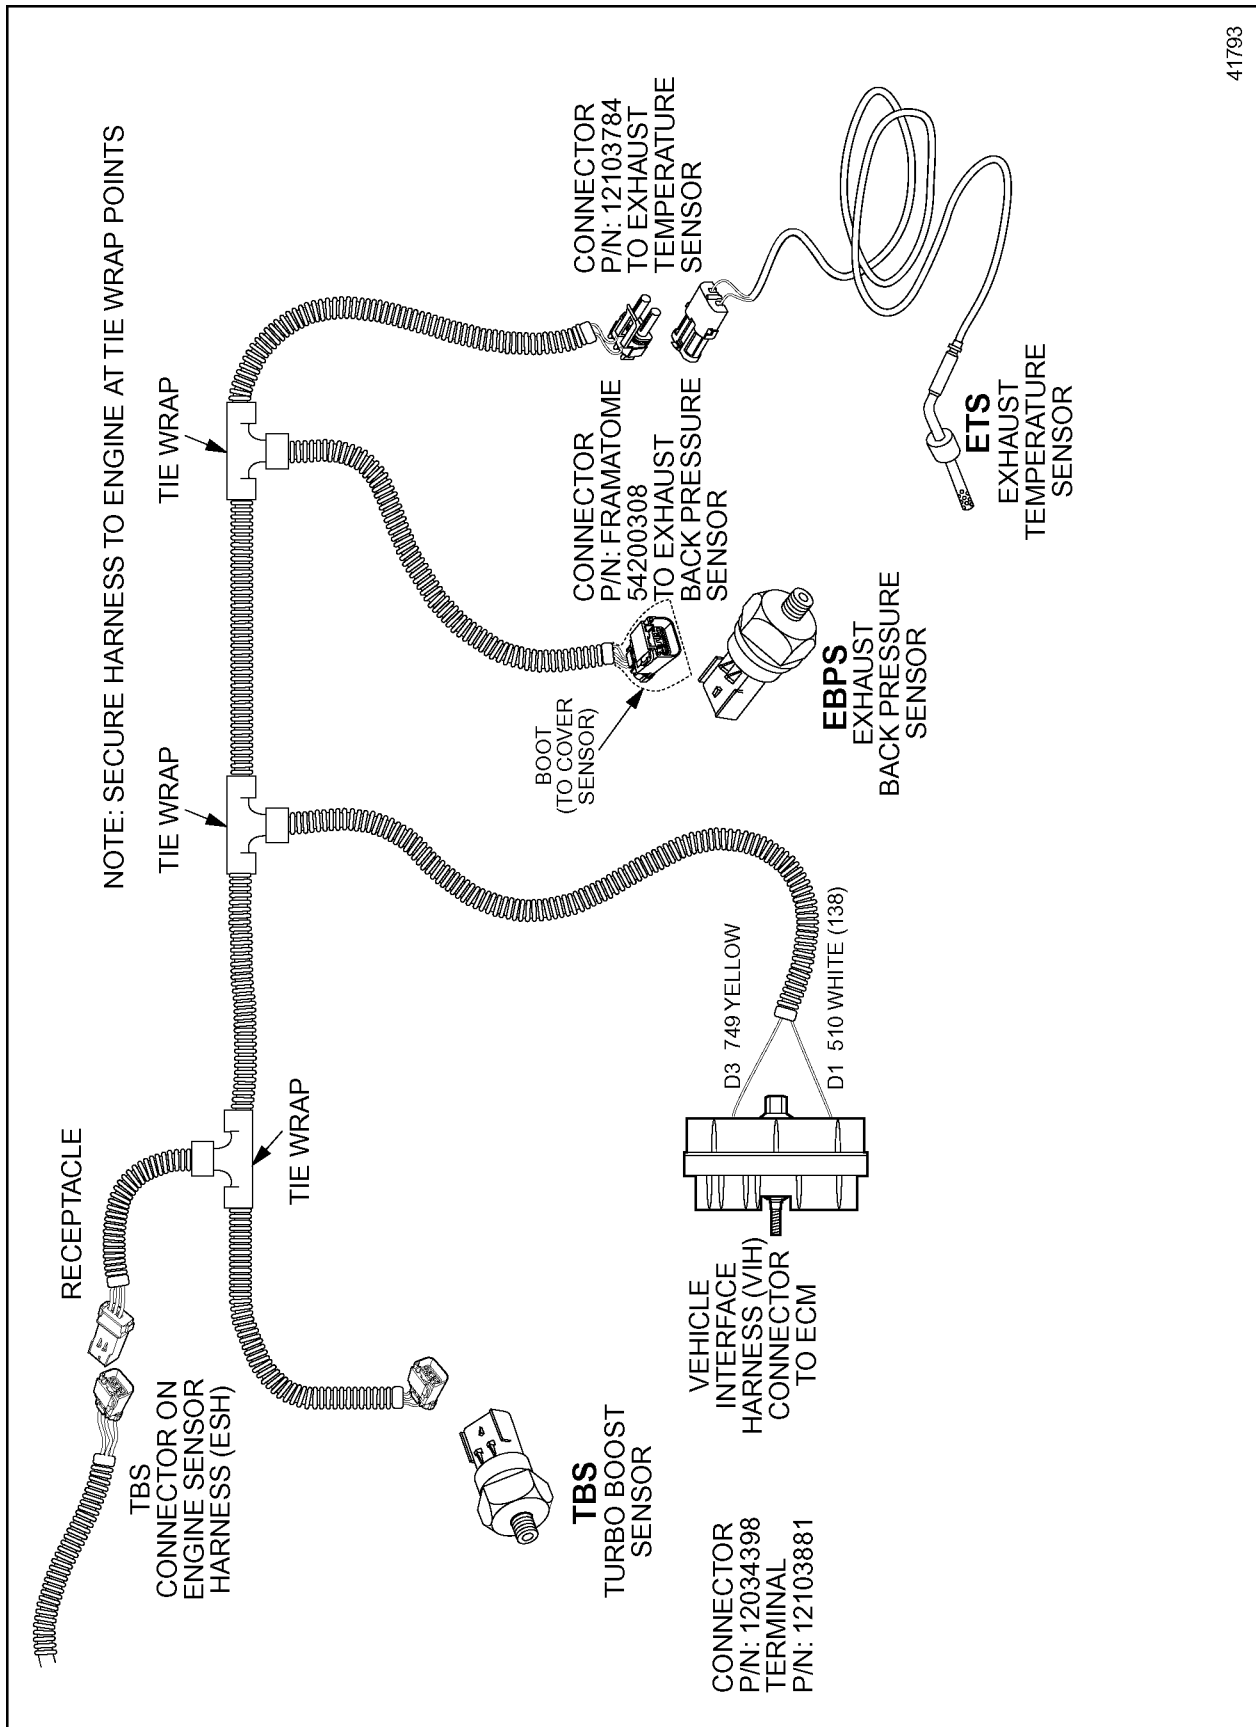 NOTE: SECURE HARNESS TO ENGINE AT TIE WRAP POINTS
RECEPTACLE
TIE WRAP
TIE WRAP
TIE WRAP
TBS
CONNECTOR ON
ENGINE SENSOR
HARNESS (ESH)
TBS
TURBO BOOST
SENSOR
CONNECTOR
P/N: 12034398
TERMINAL
P/N: 12103881
VEHICLE
INTERFACE
HARNESS (VIH)
CONNECTOR
TO ECM
D3 749 YELLOW
D1 510 WHITE (138)
BOOT
(TO COVER
SENSOR)
CONNECTOR
P/N: FRAMATOME
54200308
TO EXHAUST
BACK PRESSURE
SENSOR
EBPS
EXHAUST
BACK PRESSURE
SENSOR
CONNECTOR
P/N: 12103784
TO EXHAUST
TEMPERATURE
SENSOR
ETS
EXHAUST
TEMPERATURE
SENSOR
41793